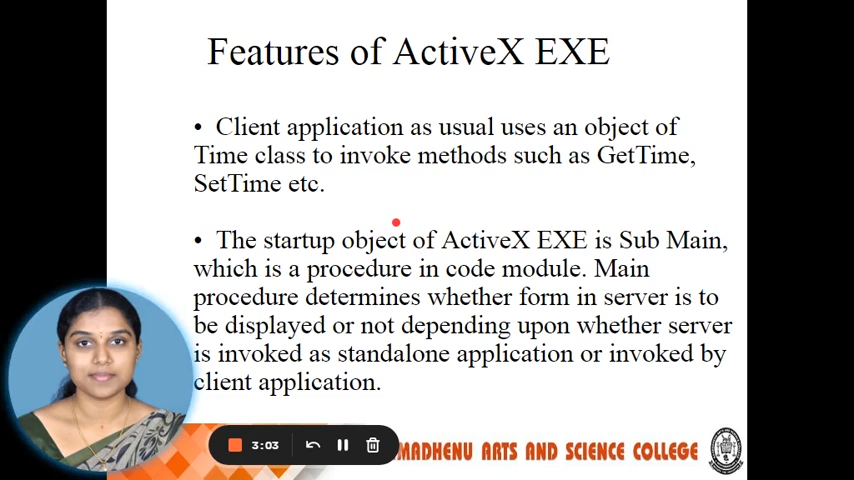 Features of ActiveX EXE
• Client application as usual uses an object of
Time class to invoke methods such as GetTime,
SetTime etc.
• The startup object of ActiveX EXE is Sub Main,
which is a procedure in code module. Main
procedure determines whether form in server is to
be displayed or not depending upon whether server
is invoked as standalone application or invoked by
client application.
3:03
MADHENU ARTS AND SCIENCE COLLEGE